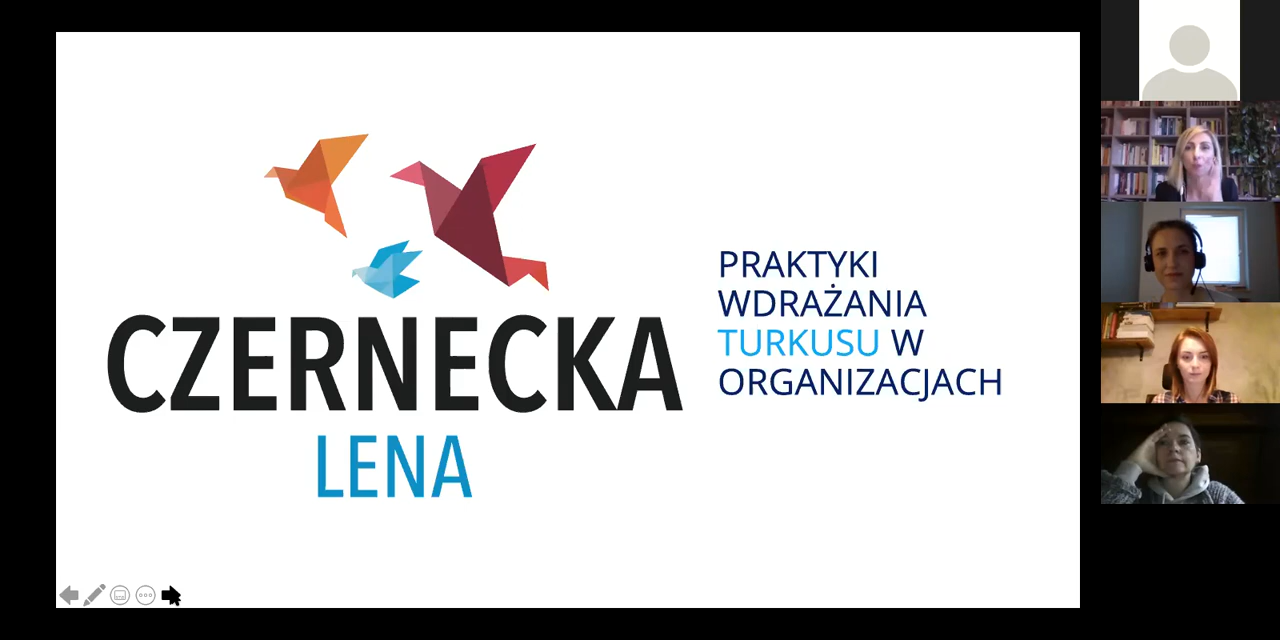 CZERNECKA
LENA
PRAKTYKI
WDRAŻANIA
TURKUSU W
ORGANIZACJACH